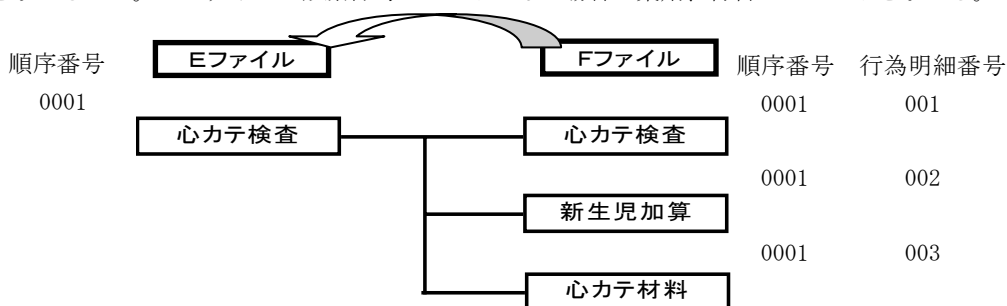 Eファイル
Fファイル
順序番号
順序番号 行為明細番号
0001
0001 001
心カテ検査
心カテ検査
0001 002
新生児加算
0001 003
心カテ材料